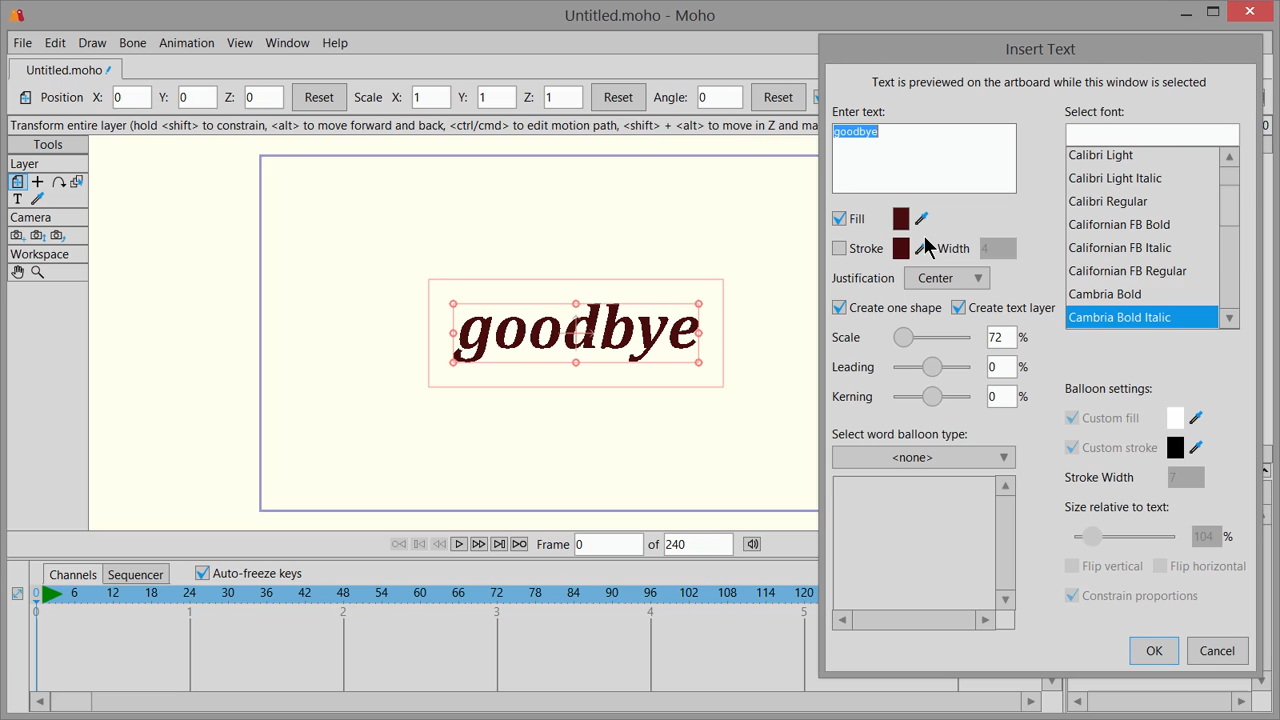 Untitled.moho - Moho
File Edit Draw Bone Animation View Window Help
Untitled.moho
Position X: 0 Y: 0 Z: 0 Reset Scale X: 1 Y: 1 Z: 1 Reset Angle: 0 Reset
Transform entire layer (hold <shift> to constrain, <alt> to move forward and back, <ctrl/cmd> to edit motion path, <shift> + <alt> to move in Z and ma
Tools
Layer
Camera
Workspace
goodbye
Frame 0 of 240
Channels Sequencer Auto-freeze keys
0 6 12 18 24 30 36 42 48 54 60 66 72 78 84 90 96 102 108 114 120
0 1 2 3 4 5
Insert Text
Text is previewed on the artboard while this window is selected
Enter text:
goodbye
Fill
Stroke Width 4
Justification Center
Create one shape Create text layer
Scale 72 %
Leading 0 %
Kerning 0 %
Select word balloon type:
<none>
Select font:
Calibri Light
Calibri Light Italic
Calibri Regular
Californian FB Bold
Californian FB Italic
Californian FB Regular
Cambria Bold
Cambria Bold Italic
Balloon settings:
Custom fill
Custom stroke
Stroke Width 7
Size relative to text:
104 %
Flip vertical Flip horizontal
Constrain proportions
OK Cancel